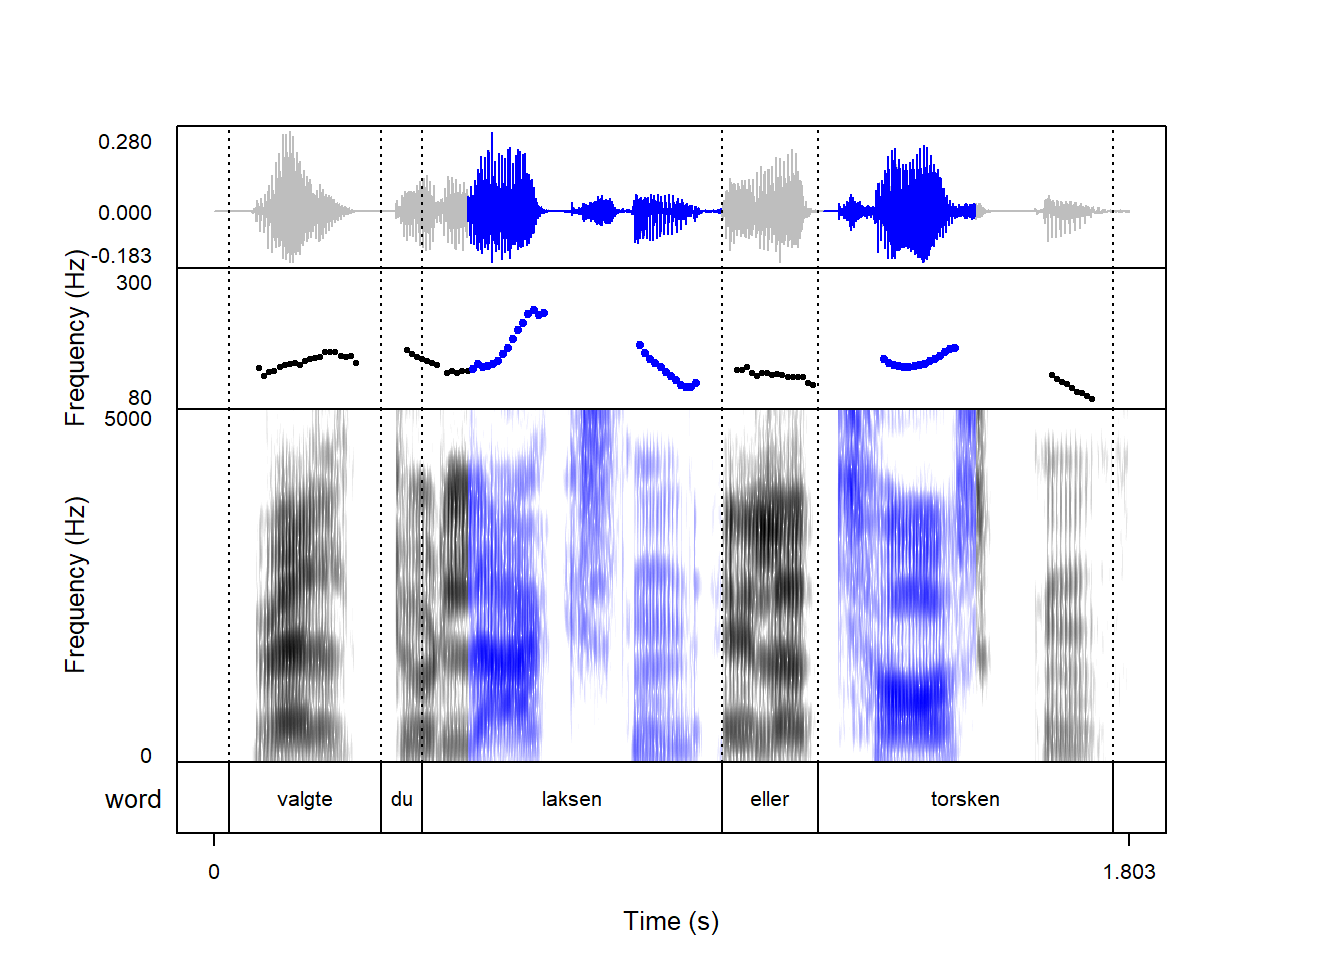 0.280
0.000
-0.183
Frequency (Hz)
300
80
Frequency (Hz)
5000
0
word valgte du laksen eller torsken
0 1.803
Time (s)